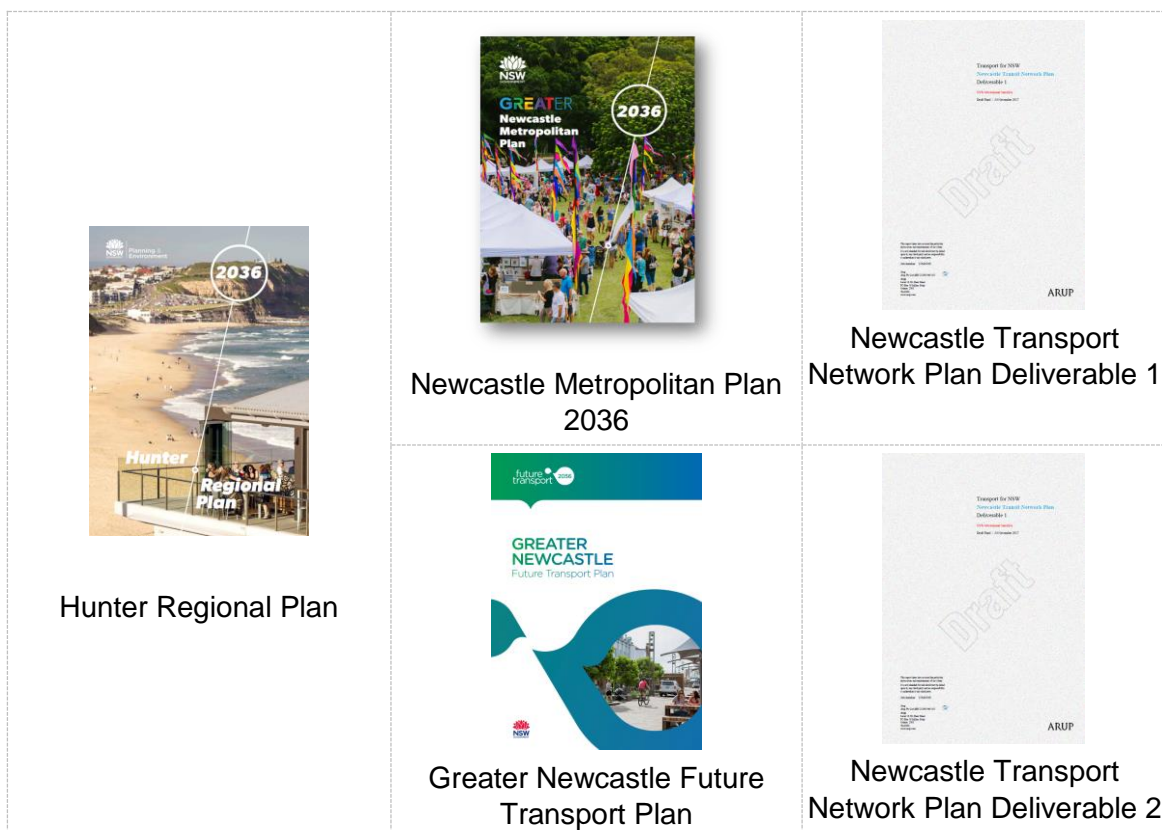 NSW
Planning &
Environment
2036
Hunter
Regional
Plan
Hunter Regional Plan
NSW
GREATER
Newcastle
Metropolitan
Plan
2036
Newcastle Metropolitan Plan
2036
future
transport
2056
GREATER
NEWCASTLE
Future Transport Plan
NSW
Greater Newcastle Future
Transport Plan
Transport for NSW
Newcastle Transit Network Plan
Deliverable 1
Draft
ARUP
Newcastle Transport
Network Plan Deliverable 1
Transport for NSW
Newcastle Transit Network Plan
Deliverable 1
Draft
ARUP
Newcastle Transport
Network Plan Deliverable 2